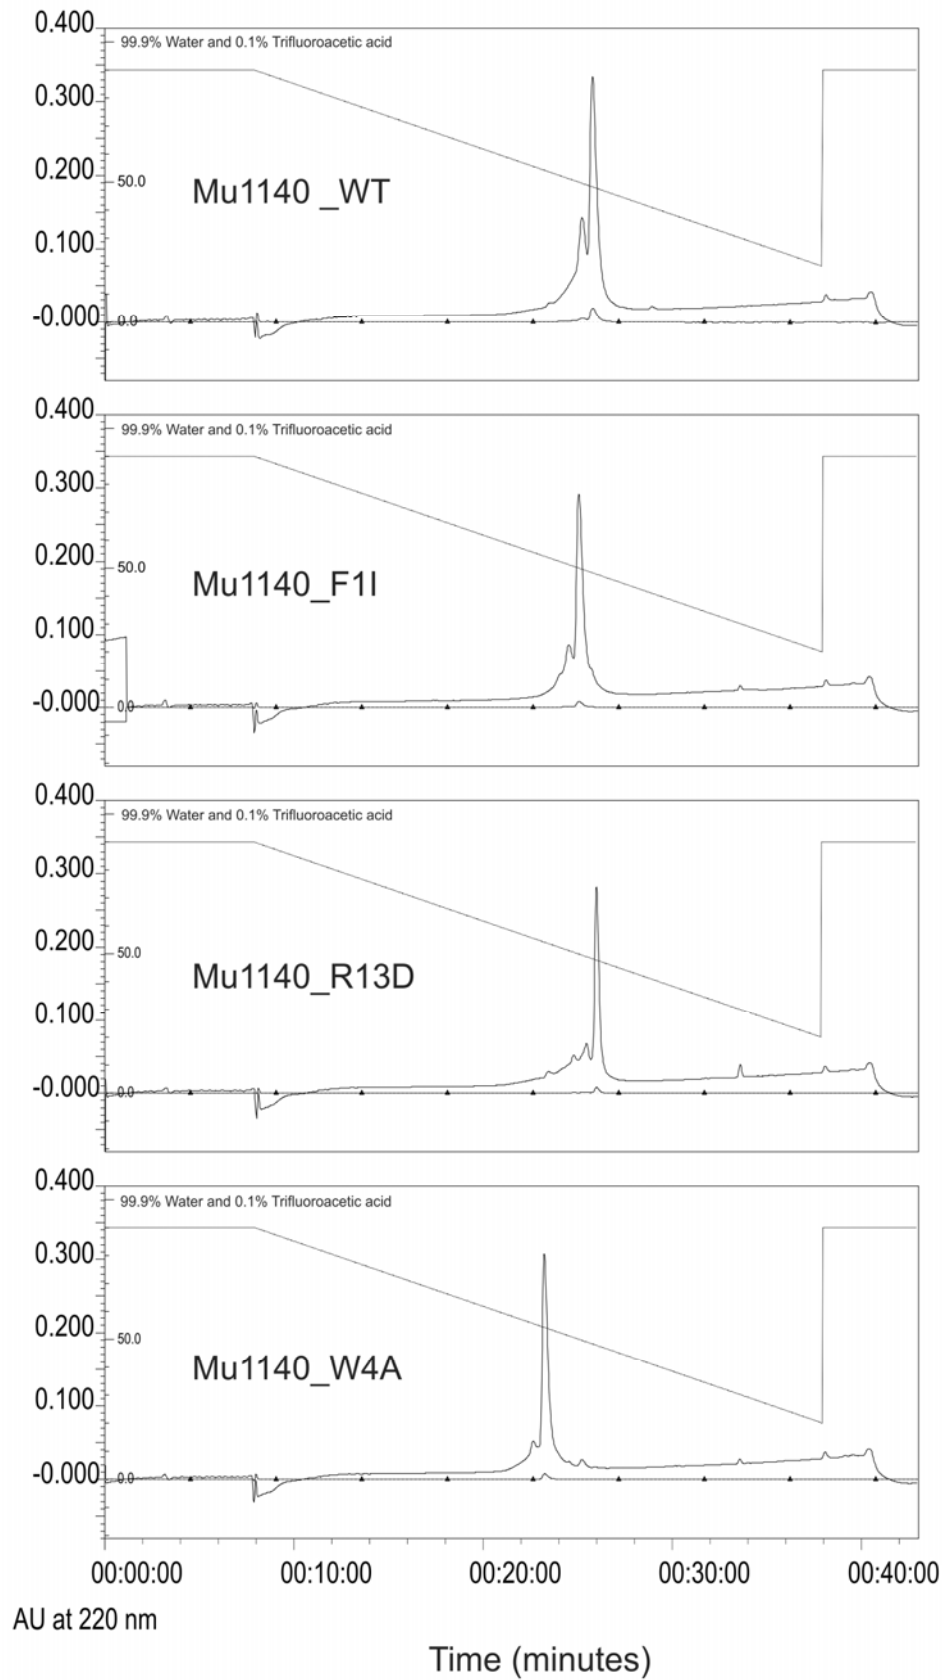 0.400
99.9% Water and 0.1% Trifluoroacetic acid
0.300
0.200
50.0
Mu1140 _WT
0.100
-0.000
0.0
0.400
99.9% Water and 0.1% Trifluoroacetic acid
0.300
0.200
50.0
Mu1140_F1I
0.100
-0.000
0.0
0.400
99.9% Water and 0.1% Trifluoroacetic acid
0.300
0.200
50.0
Mu1140_R13D
0.100
-0.000
0.0
0.400
99.9% Water and 0.1% Trifluoroacetic acid
0.300
0.200
50.0
Mu1140_W4A
0.100
-0.000
0.0
00:00:00 00:10:00 00:20:00 00:30:00 00:40:00
AU at 220 nm
Time (minutes)